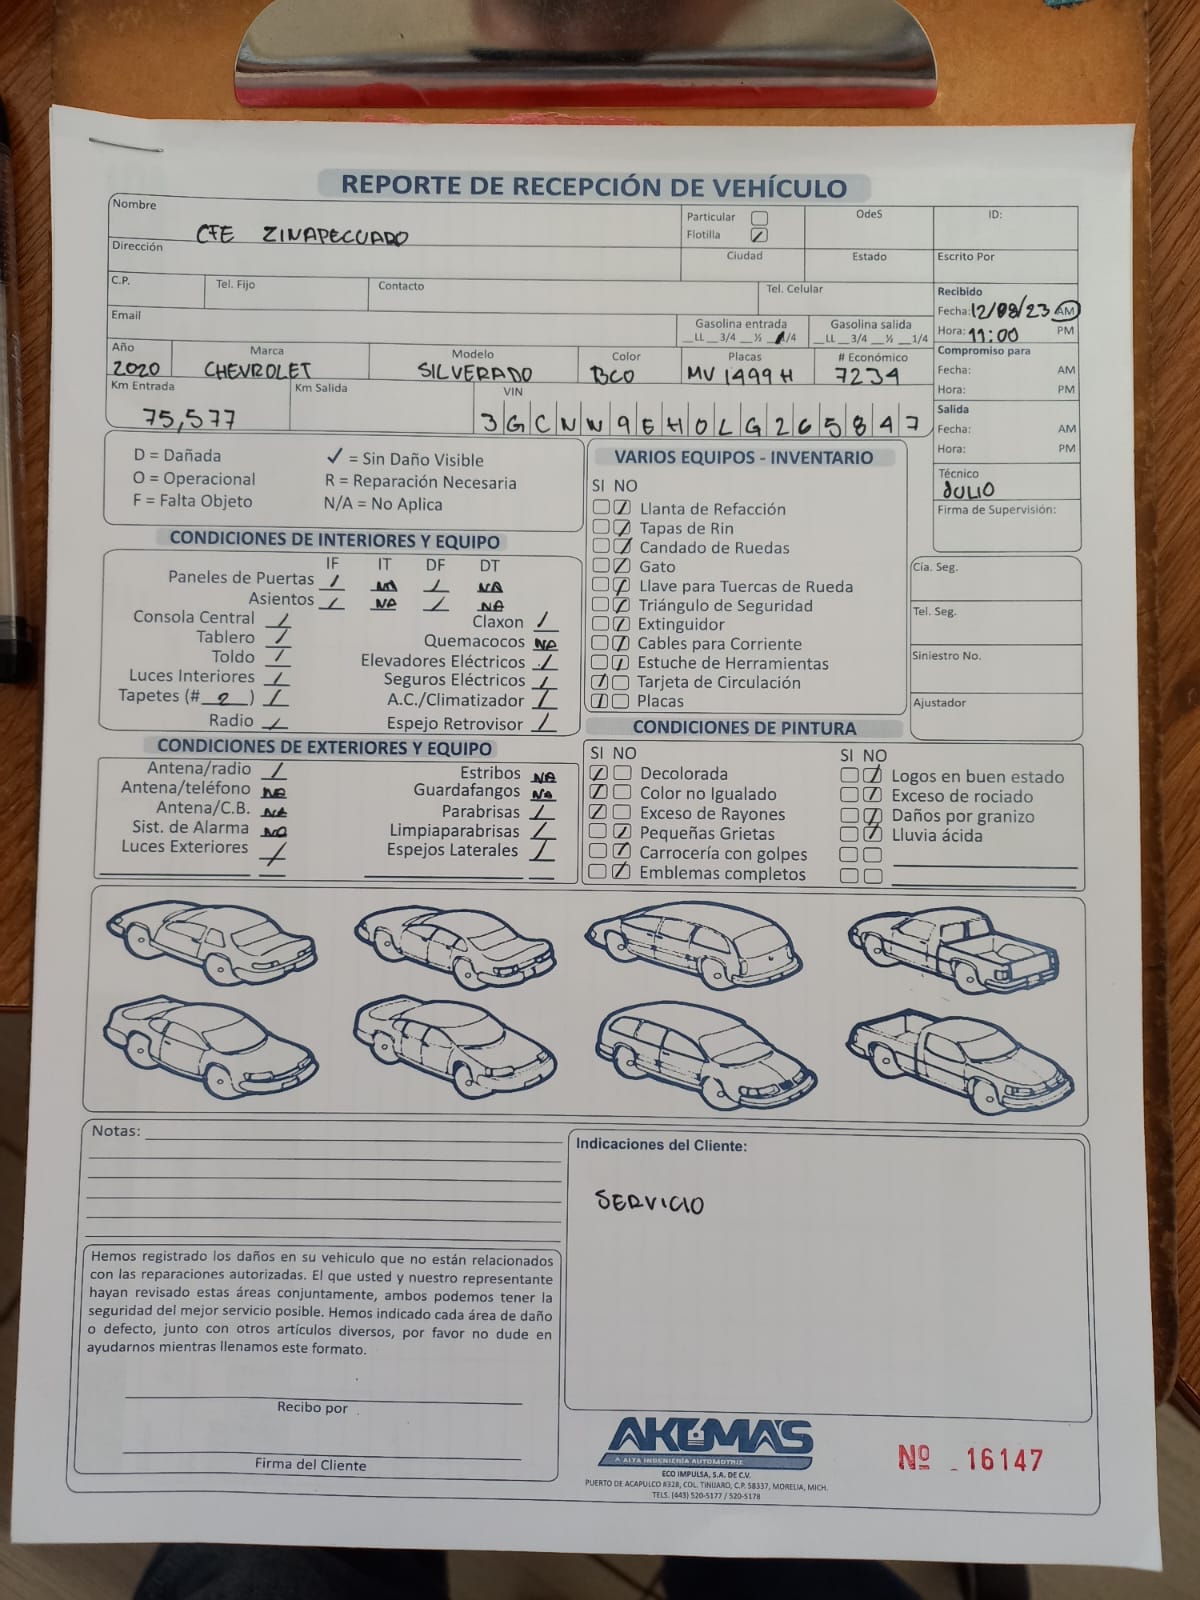 REPORTE DE RECEPCIÓN DE VEHÍCULO
Nombre
CFE ZINAPECUARO
Particular
Flotilla
OdeS
ID:
Dirección
Ciudad
Estado
Escrito Por
C.P.
Tel. Fijo
Contacto
Tel. Celular
Recibido
Fecha: 12/08/23 AM
Hora: 11:00 PM
Email
Gasolina entrada
_LL _3/4 _½ _1/4
Gasolina salida
_LL _3/4 _½ _1/4
Año
2020
Marca
CHEVROLET
Modelo
SILVERADO
Color
BCO
Placas
MV 1499 H
# Económico
7234
Compromiso para
Fecha: AM
Hora: PM
Km Entrada
75,577
Km Salida
VIN
3GCNW9EH0LG265847
Salida
Fecha: AM
Hora: PM
Técnico
JULIO
Firma de Supervisión:
D = Dañada
✓ = Sin Daño Visible
O = Operacional
R = Reparación Necesaria
F = Falta Objeto
N/A = No Aplica
CONDICIONES DE INTERIORES Y EQUIPO
IF IT DF DT
Paneles de Puertas / NA / NA
Asientos / NA / NA
Consola Central /
Tablero /
Toldo /
Luces Interiores /
Tapetes (# 2 ) /
Radio /
Claxon /
Quemacocos NA
Elevadores Eléctricos /
Seguros Eléctricos /
A.C./Climatizador /
Espejo Retrovisor /
CONDICIONES DE EXTERIORES Y EQUIPO
Antena/radio /
Antena/teléfono NA
Antena/C.B. NA
Sist. de Alarma NA
Luces Exteriores /
Estribos NA
Guardafangos NA
Parabrisas /
Limpiaparabrisas /
Espejos Laterales /
VARIOS EQUIPOS - INVENTARIO
SI NO
Llanta de Refacción
Tapas de Rin
Candado de Ruedas
Gato
Llave para Tuercas de Rueda
Triángulo de Seguridad
Extinguidor
Cables para Corriente
Estuche de Herramientas
Tarjeta de Circulación
Placas
Cía. Seg.
Tel. Seg.
Siniestro No.
Ajustador
CONDICIONES DE PINTURA
SI NO
Decolorada
Color no Igualado
Exceso de Rayones
Pequeñas Grietas
Carrocería con golpes
Emblemas completos
SI NO
Logos en buen estado
Exceso de rociado
Daños por granizo
Lluvia ácida
Notas:
Indicaciones del Cliente:
SERVICIO
Hemos registrado los daños en su vehiculo que no están relacionados
con las reparaciones autorizadas. El que usted y nuestro representante
hayan revisado estas áreas conjuntamente, ambos podemos tener la
seguridad del mejor servicio posible. Hemos indicado cada área de daño
o defecto, junto con otros artículos diversos, por favor no dude en
ayudarnos mientras llenamos este formato.
Recibo por
Firma del Cliente
AKEMAS
A ALTA INGENIERÍA AUTOMOTRIZ
ECO IMPULSA, S.A. DE C.V.
PUERTO DE ACAPULCO #328, COL. TINIJARO, C.P. 58337, MORELIA, MICH.
TELS. (443) 520-5177 / 520-5178
Nº 16147